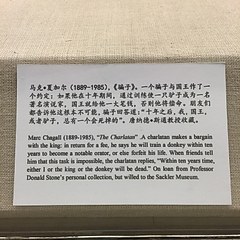 马克•夏加尔（1889-1985），《骗子》。一个骗子与国王作了一
个约定：如果他在十年期间，通过训练使一只驴子成为一名
著名演说家，国王就给他一大笔钱，否则他将偿命。朋友们
都告诉他这根本不可能，骗子回答道：“十年之后，我，国王，
或者驴子，总有一个会死掉的”。唐纳德•斯通教授收藏。
Marc Chagall (1889-1985), "The Charlatan" .A charlatan makes a bargain
with the king: in return for a fee, he says he will train a donkey within ten
years to become a notable orator, or else forfeit his life. When friends tell
him that this task is impossible, the charlatan replies, "Within ten years time,
either I or the king or the donkey will be dead." On loan from Professor
Donald Stone's personal collection, but willed to the Sackler Museum.